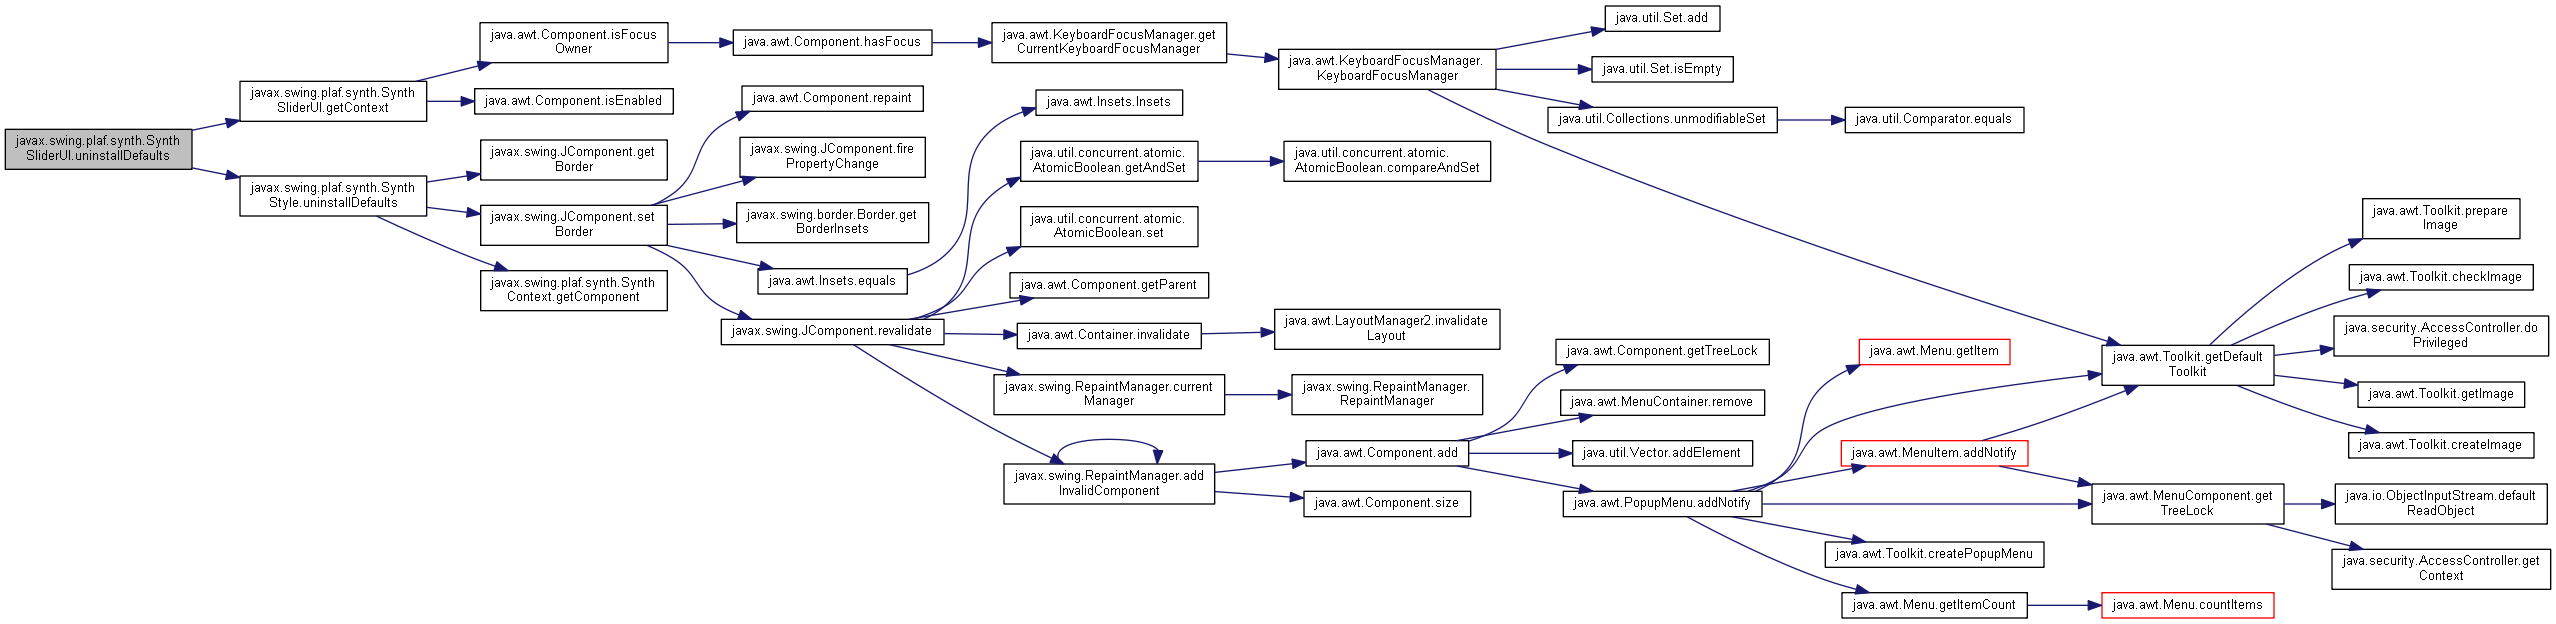 javax.swing.plaf.synth.Synth
SliderUI.uninstallDefaults
javax.swing.plaf.synth.Synth
SliderUI.getContext
javax.swing.plaf.synth.Synth
Style.uninstallDefaults
java.awt.Component.isFocus
Owner
java.awt.Component.isEnabled
javax.swing.JComponent.get
Border
javax.swing.JComponent.set
Border
javax.swing.plaf.synth.Synth
Context.getComponent
java.awt.Component.hasFocus
java.awt.Component.repaint
javax.swing.JComponent.fire
PropertyChange
javax.swing.border.Border.get
BorderInsets
java.awt.Insets.equals
javax.swing.JComponent.revalidate
java.awt.KeyboardFocusManager.get
CurrentKeyboardFocusManager
java.awt.Insets.Insets
java.util.concurrent.atomic.
AtomicBoolean.getAndSet
java.util.concurrent.atomic.
AtomicBoolean.set
java.awt.Component.getParent
java.awt.Container.invalidate
javax.swing.RepaintManager.current
Manager
javax.swing.RepaintManager.add
InvalidComponent
java.awt.KeyboardFocusManager.
KeyboardFocusManager
java.util.concurrent.atomic.
AtomicBoolean.compareAndSet
java.awt.LayoutManager2.invalidate
Layout
javax.swing.RepaintManager.
RepaintManager
java.awt.Component.add
java.awt.Component.size
java.util.Set.add
java.util.Set.isEmpty
java.util.Collections.unmodifiableSet
java.awt.Component.getTreeLock
java.awt.MenuContainer.remove
java.util.Vector.addElement
java.awt.PopupMenu.addNotify
java.util.Comparator.equals
java.awt.Menu.getItem
java.awt.MenuItem.addNotify
java.awt.Toolkit.createPopupMenu
java.awt.Menu.getItemCount
java.awt.Toolkit.getDefault
Toolkit
java.awt.MenuComponent.get
TreeLock
java.awt.Menu.countItems
java.awt.Toolkit.prepare
Image
java.awt.Toolkit.checkImage
java.security.AccessController.do
Privileged
java.awt.Toolkit.getImage
java.awt.Toolkit.createImage
java.io.ObjectInputStream.default
ReadObject
java.security.AccessController.get
Context